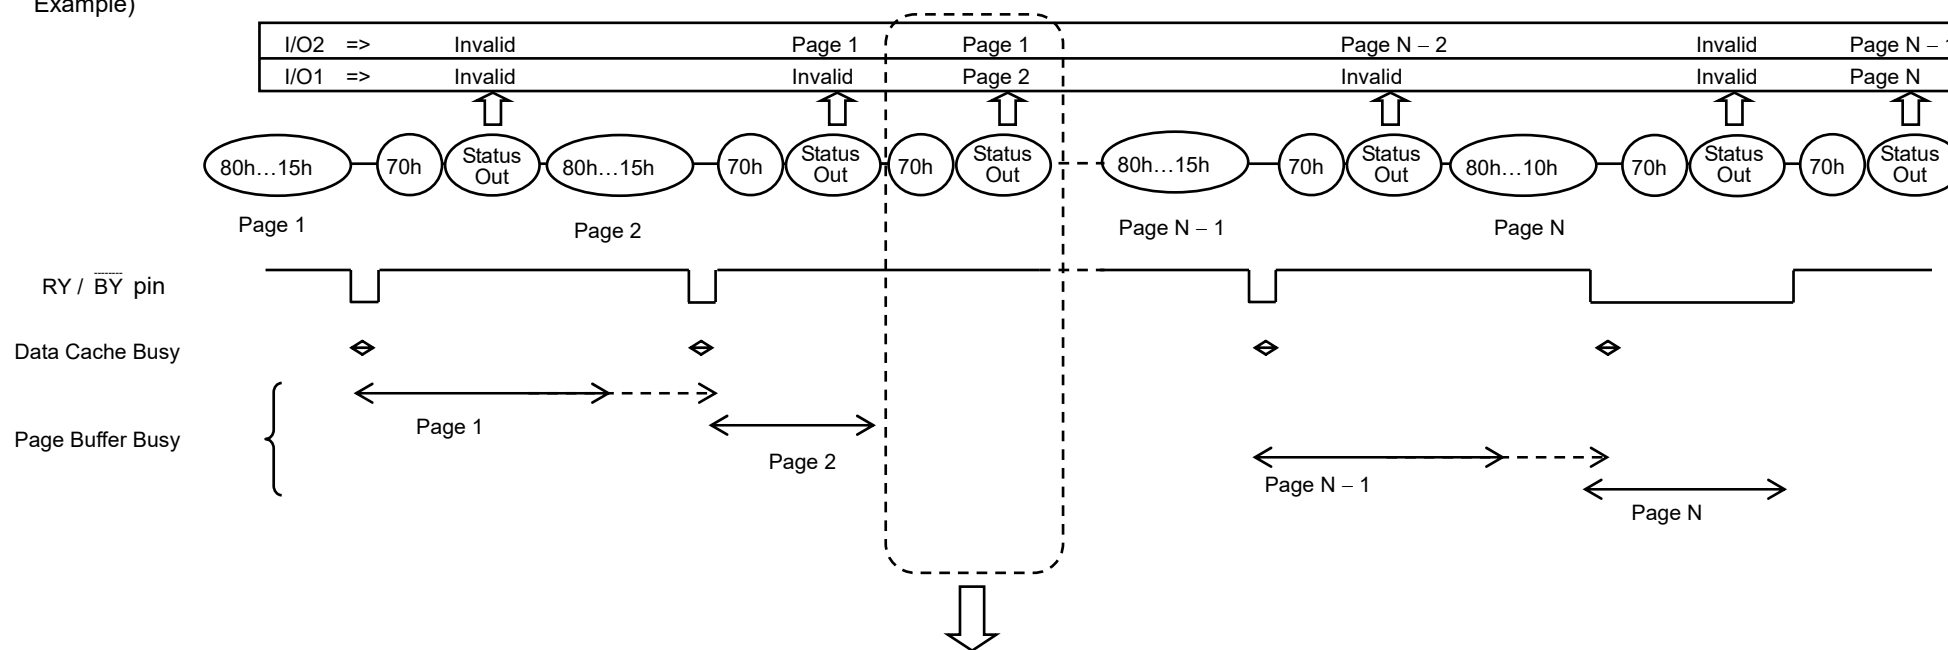 Example)
I/O2 => Invalid Page 1 Page 1 Page N − 2 Invalid Page N − 1
I/O1 => Invalid Invalid Page 2 Invalid Invalid Page N
80h…15h 70h Status Out 80h…15h 70h Status Out 70h Status Out 80h…15h 70h Status Out 80h…10h 70h Status Out 70h Status Out
Page 1 Page 2 Page N − 1 Page N
RY / BY pin
Data Cache Busy
Page Buffer Busy
Page 1
Page 2
Page N − 1
Page N